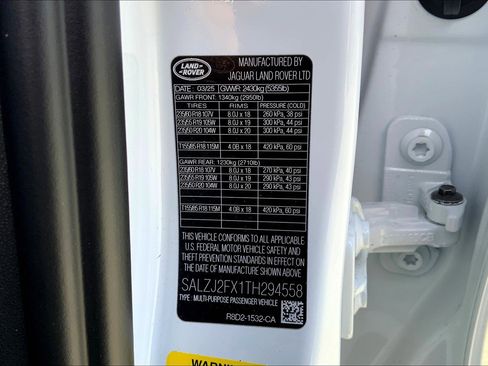 LAND ROVER
MANUFACTURED BY
JAGUAR LAND ROVER LTD
DATE: 03/25 GVWR 2430kg (5355lb)
GAWR FRONT: 1340kg (2950lb)
TIRES RIMS PRESSURE (COLD)
235/60 R18 107V 8.0J x 18 260 kPa, 38 psi
235/55 R19 105W 8.0J x 19 300 kPa, 44 psi
235/50 R20 104W 8.0J x 20 300 kPa, 44 psi
T155/85 R18 115M 4.0B x 18 420 kPa, 60 psi
GAWR REAR: 1230kg (2710lb)
235/60 R18 107V 8.0J x 18 270 kPa, 40 psi
235/55 R19 105W 8.0J x 19 290 kPa, 43 psi
235/50 R20 104W 8.0J x 20 290 kPa, 43 psi
T155/85 R18 115M 4.0B x 18 420 kPa, 60 psi
THIS VEHICLE CONFORMS TO ALL APPLICABLE
U.S. FEDERAL MOTOR VEHICLE SAFETY AND
THEFT PREVENTION STANDARDS IN EFFECT ON
THE DATE OF MANUFACTURE SHOWN ABOVE.
SALZJ2FX1TH294558
TYPE: MULTI-PURPOSE PASSENGER VEHICLE
R8D2-1532-CA
WARNING